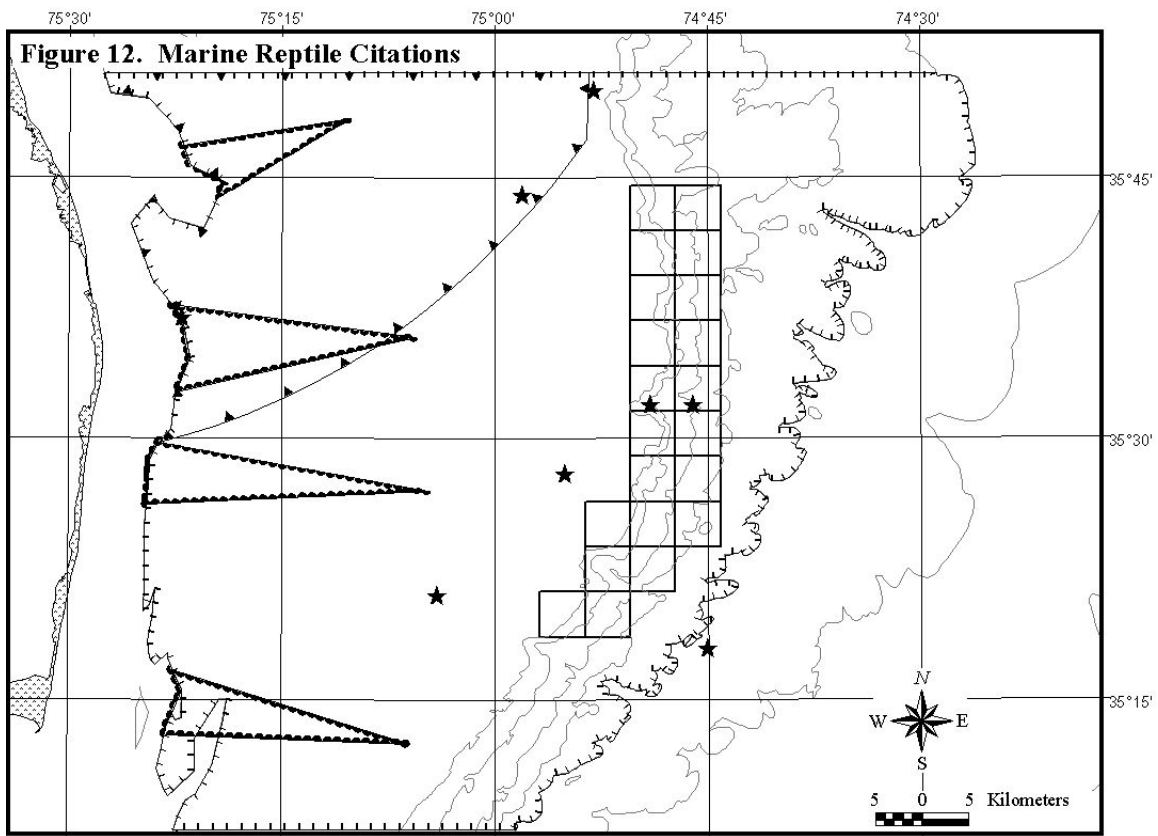 75°30' 75°15' 75°00' 74°45' 74°30'
Figure 12. Marine Reptile Citations
35°45'
35°30'
35°15'
N
W E
S
5 0 5 Kilometers